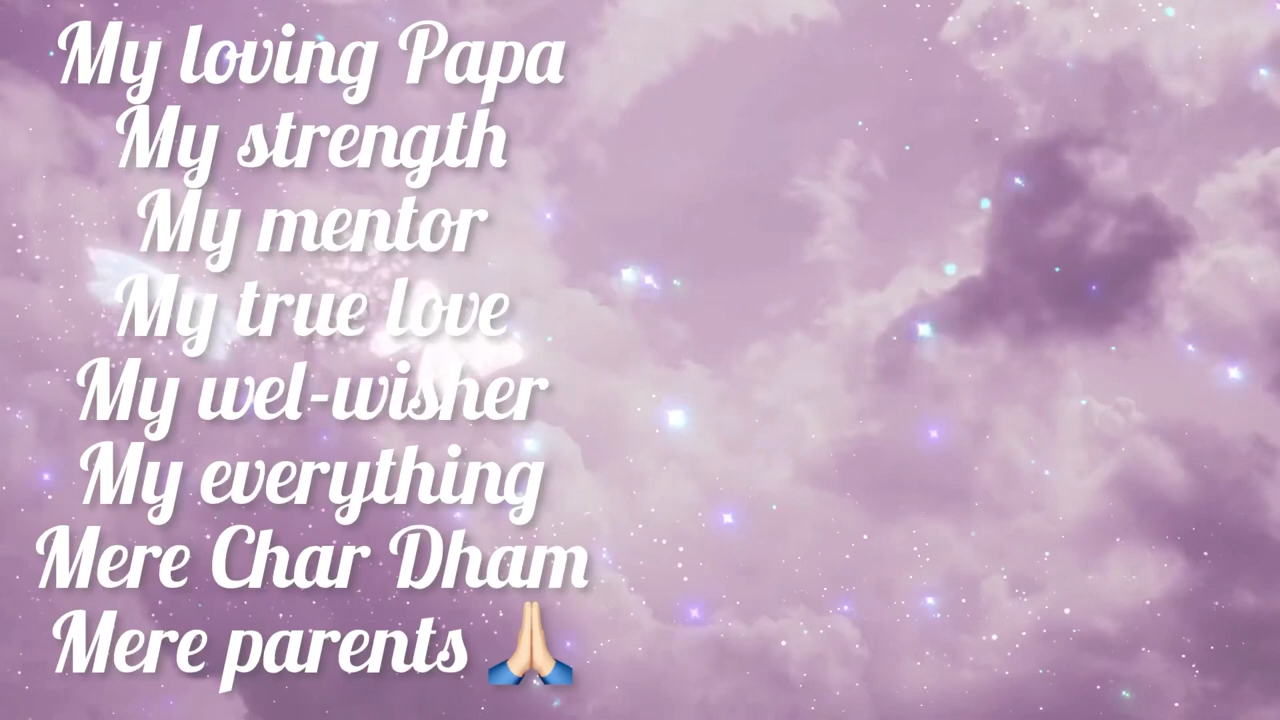 My loving Papa
My strength
My mentor
My true love
My wel-wisher
My everything
Mere Char Dham
Mere parents 🙏🏻